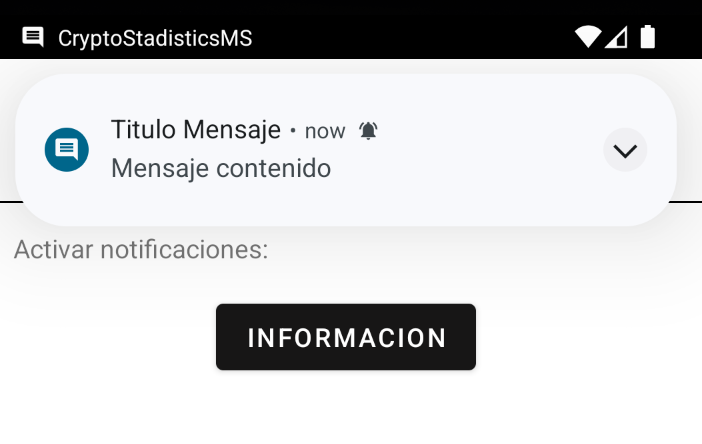 CryptoStadisticsMS
Titulo Mensaje • now
Mensaje contenido
Activar notificaciones:
INFORMACION